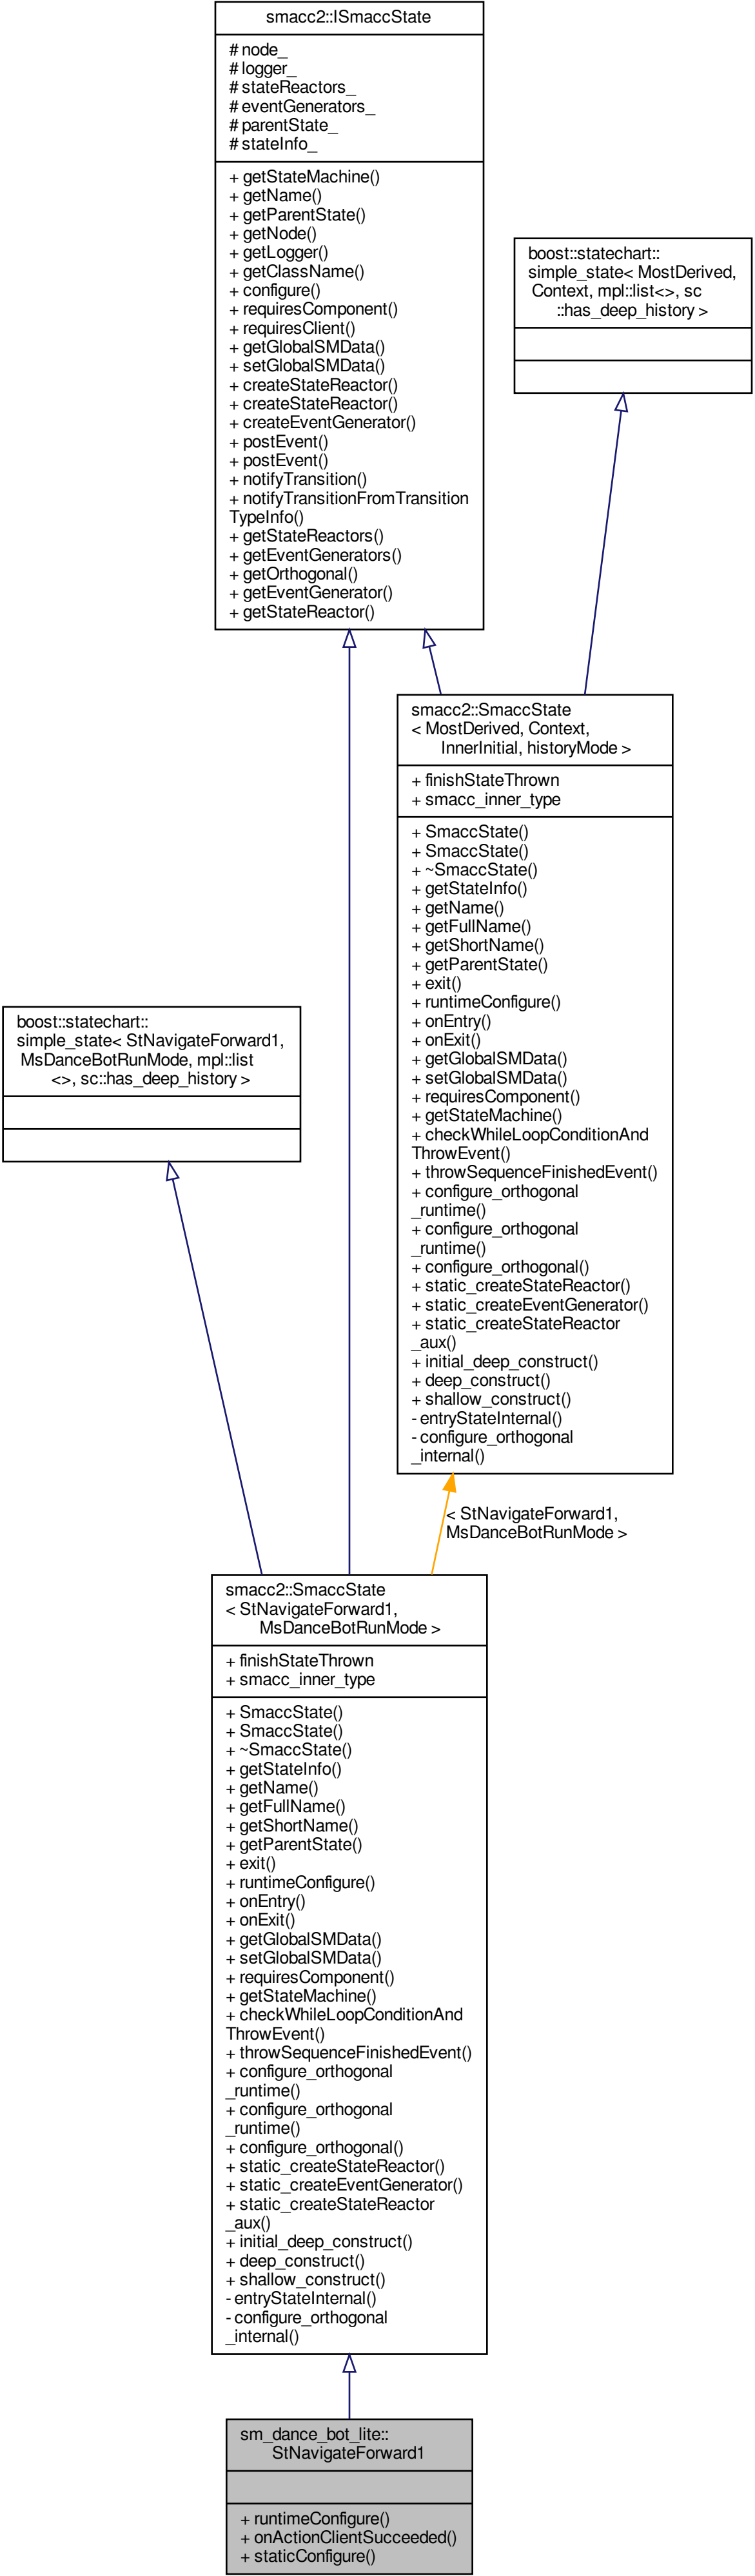 smacc2::ISmaccState
# node_
# logger_
# stateReactors_
# eventGenerators_
# parentState_
# stateInfo_
+ getStateMachine()
+ getName()
+ getParentState()
+ getNode()
+ getLogger()
+ getClassName()
+ configure()
+ requiresComponent()
+ requiresClient()
+ getGlobalSMData()
+ setGlobalSMData()
+ createStateReactor()
+ createStateReactor()
+ createEventGenerator()
+ postEvent()
+ postEvent()
+ notifyTransition()
+ notifyTransitionFromTransition
TypeInfo()
+ getStateReactors()
+ getEventGenerators()
+ getOrthogonal()
+ getEventGenerator()
+ getStateReactor()
boost::statechart::
simple_state< MostDerived,
Context, mpl::list<>, sc
::has_deep_history >
smacc2::SmaccState
< MostDerived, Context,
InnerInitial, historyMode >
+ finishStateThrown
+ smacc_inner_type
+ SmaccState()
+ SmaccState()
+ ~SmaccState()
+ getStateInfo()
+ getName()
+ getFullName()
+ getShortName()
+ getParentState()
+ exit()
+ runtimeConfigure()
+ onEntry()
+ onExit()
+ getGlobalSMData()
+ setGlobalSMData()
+ requiresComponent()
+ getStateMachine()
+ checkWhileLoopConditionAnd
ThrowEvent()
+ throwSequenceFinishedEvent()
+ configure_orthogonal
_runtime()
+ configure_orthogonal
_runtime()
+ configure_orthogonal()
+ static_createStateReactor()
+ static_createEventGenerator()
+ static_createStateReactor
_aux()
+ initial_deep_construct()
+ deep_construct()
+ shallow_construct()
- entryStateInternal()
- configure_orthogonal
_internal()
boost::statechart::
simple_state< StNavigateForward1,
MsDanceBotRunMode, mpl::list
<>, sc::has_deep_history >
< StNavigateForward1,
MsDanceBotRunMode >
smacc2::SmaccState
< StNavigateForward1,
MsDanceBotRunMode >
+ finishStateThrown
+ smacc_inner_type
+ SmaccState()
+ SmaccState()
+ ~SmaccState()
+ getStateInfo()
+ getName()
+ getFullName()
+ getShortName()
+ getParentState()
+ exit()
+ runtimeConfigure()
+ onEntry()
+ onExit()
+ getGlobalSMData()
+ setGlobalSMData()
+ requiresComponent()
+ getStateMachine()
+ checkWhileLoopConditionAnd
ThrowEvent()
+ throwSequenceFinishedEvent()
+ configure_orthogonal
_runtime()
+ configure_orthogonal
_runtime()
+ configure_orthogonal()
+ static_createStateReactor()
+ static_createEventGenerator()
+ static_createStateReactor
_aux()
+ initial_deep_construct()
+ deep_construct()
+ shallow_construct()
- entryStateInternal()
- configure_orthogonal
_internal()
sm_dance_bot_lite::
StNavigateForward1
+ runtimeConfigure()
+ onActionClientSucceeded()
+ staticConfigure()